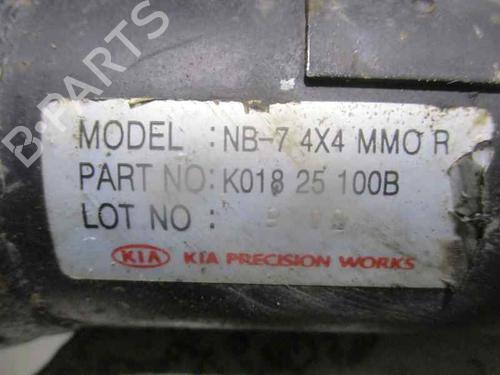 MODEL : NB-7 4X4 MMO R
PART NO: K018 25 100B
LOT NO :
KIA KIA PRECISION WORKS
B-PARTS